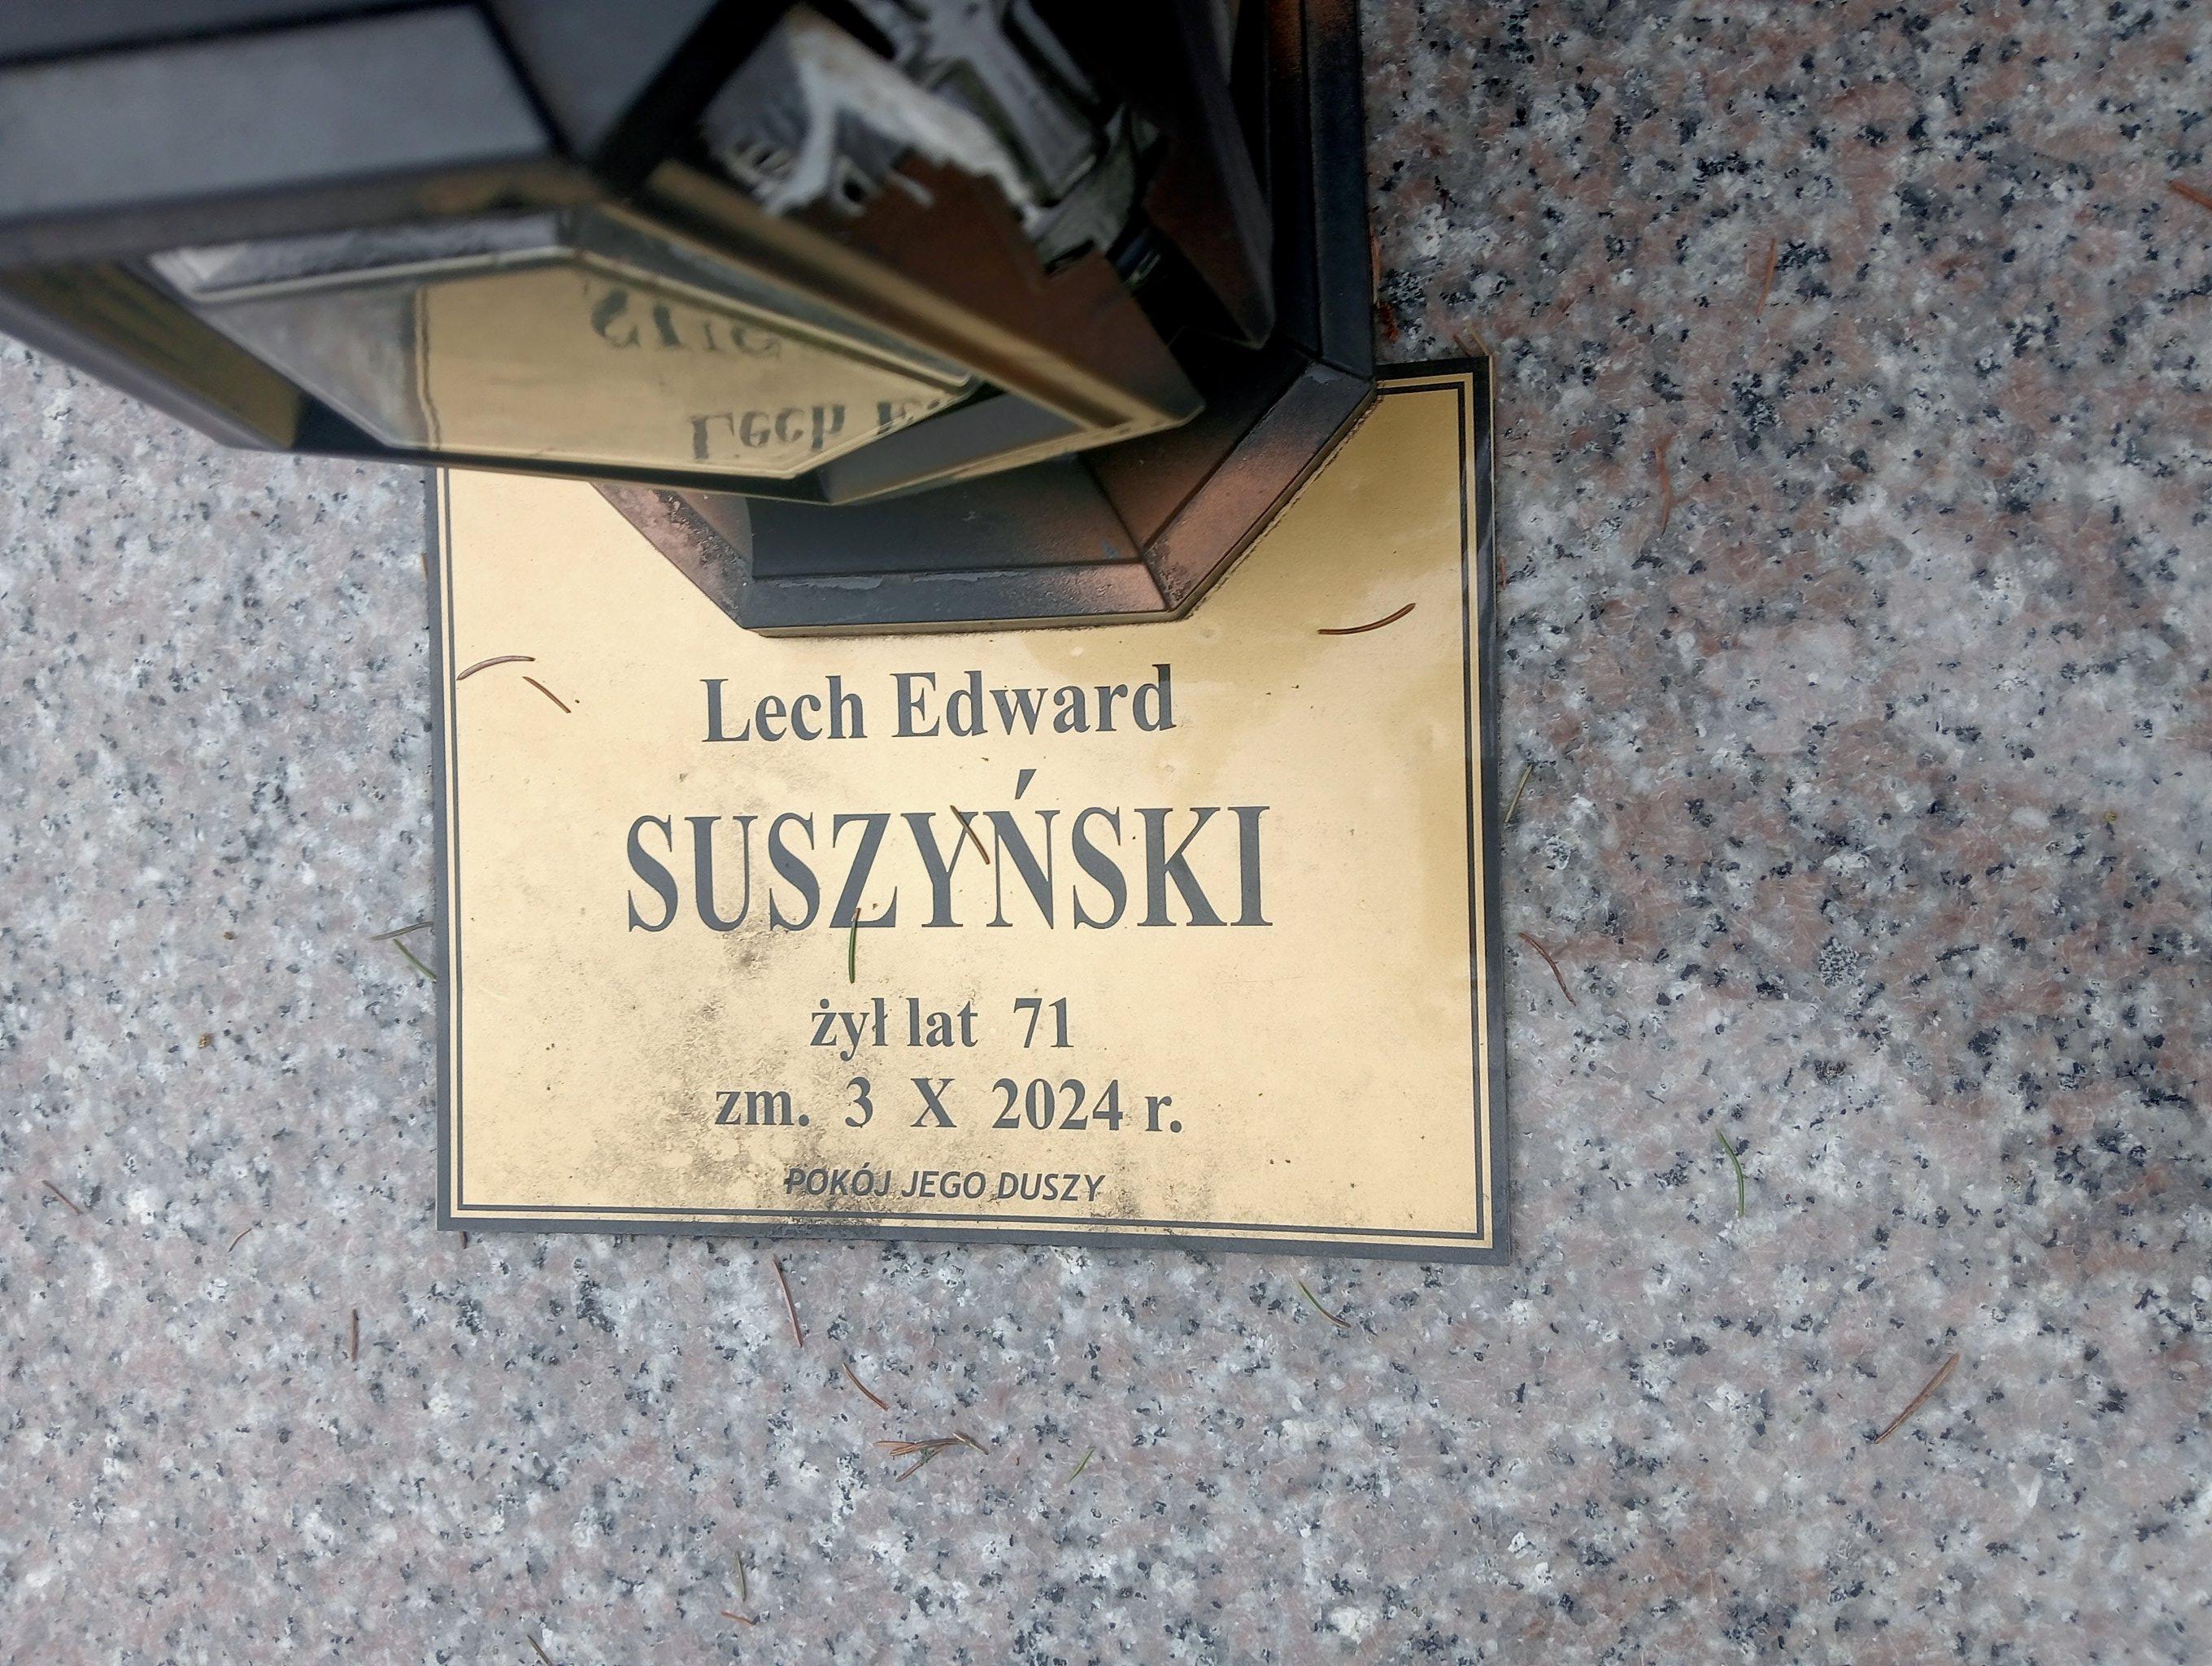 Lech Edward
SUSZYŃSKI
żył lat 71
zm. 3 X 2024 r.
POKÓJ JEGO DUSZY